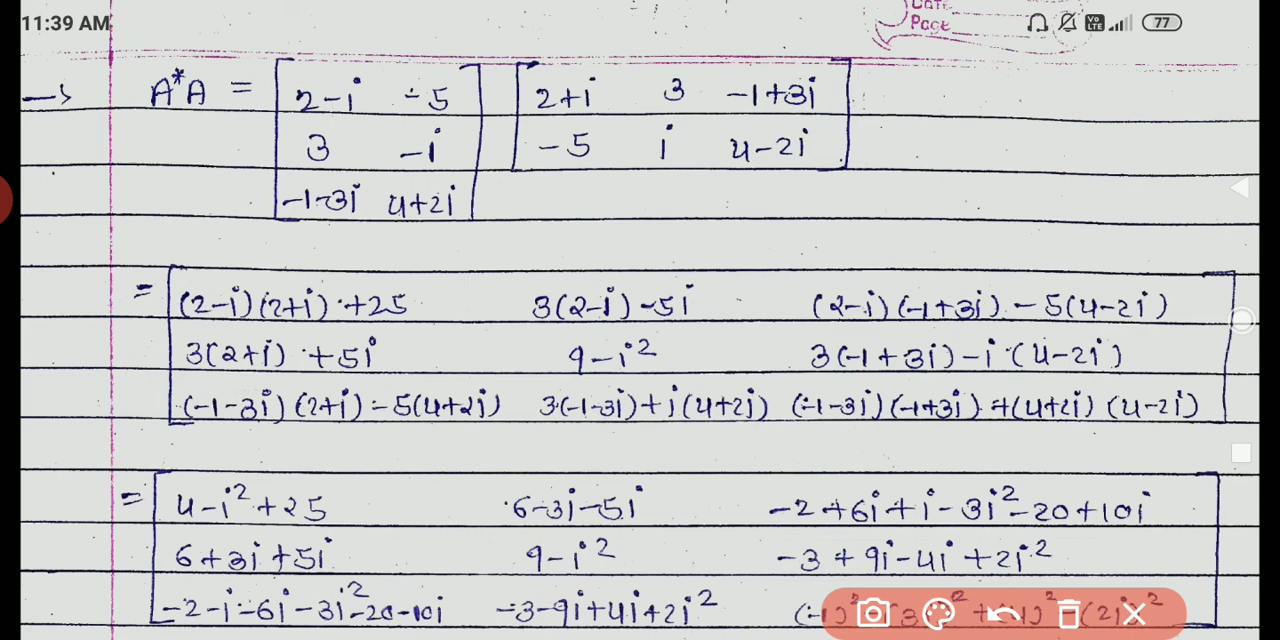 11:39 AM
Date
Page
Vo LTE 77
→ A*A = [2-i -5] [2+i 3 -1+3i]
[3 -i] [-5 i 4-2i]
[-1-3i 4+2i]
= [(2-i)(2+i)+25 3(2-i)-5i (2-i)(-1+3i)-5(4-2i)]
[3(2+i)+5i 9-i² 3(-1+3i)-i(4-2i)]
[(-1-3i)(2+i)-5(4+2i) 3(-1-3i)+i(4+2i) (-1-3i)(-1+3i)+(4+2i)(4-2i)]
= [4-i²+25 6-3i-5i -2+6i+i-3i²-20+10i]
6+3i+5i 9-i² -3+9i-4i+2i²
-2-i-6i-3i²-20-10i -3-9i+4i+2i²